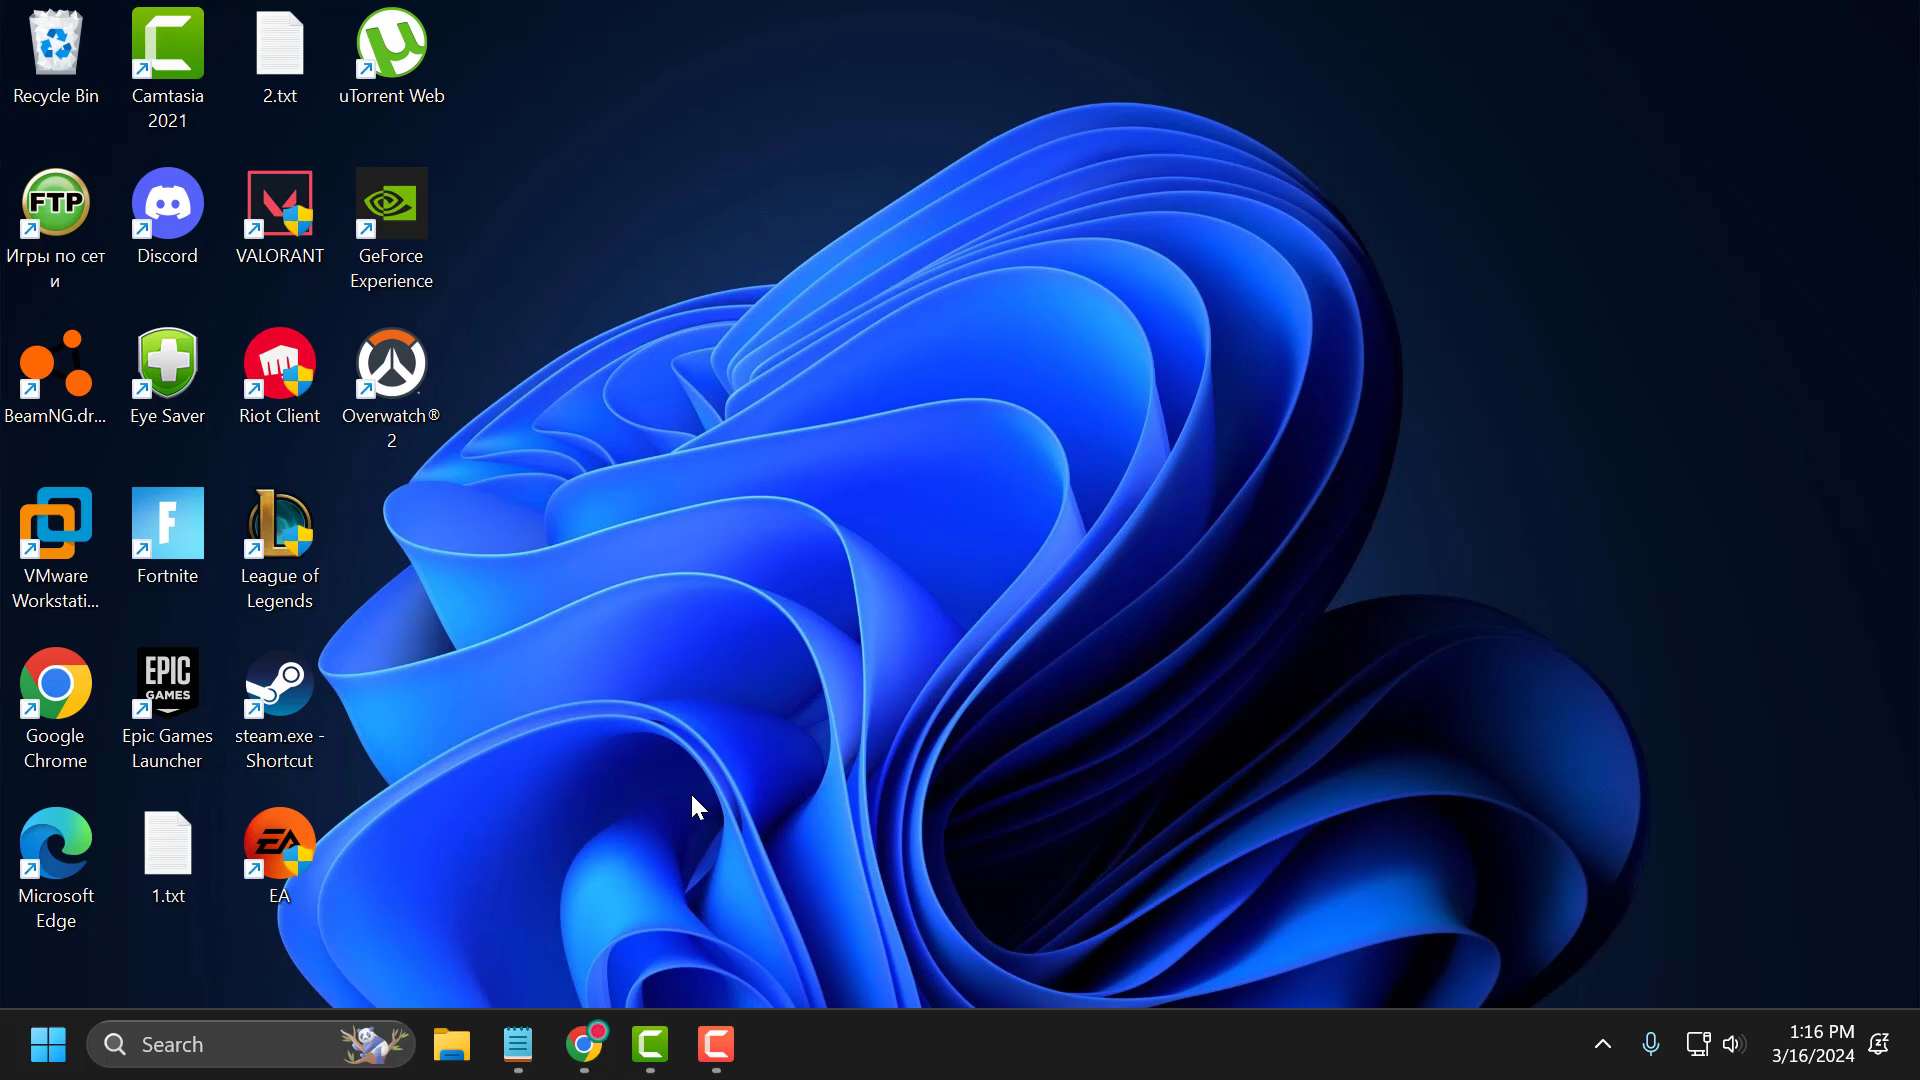 Recycle Bin
Camtasia
2021
2.txt
uTorrent Web
FTP
Игры по сет
и
Discord
VALORANT
GeForce
Experience
BeamNG.dr...
Eye Saver
Riot Client
Overwatch®
2
VMware
Workstati...
F
Fortnite
League of
Legends
EPIC
GAMES
Google
Chrome
Epic Games
Launcher
steam.exe -
Shortcut
EA
Microsoft
Edge
1.txt
EA
Search
1:16 PM
3/16/2024